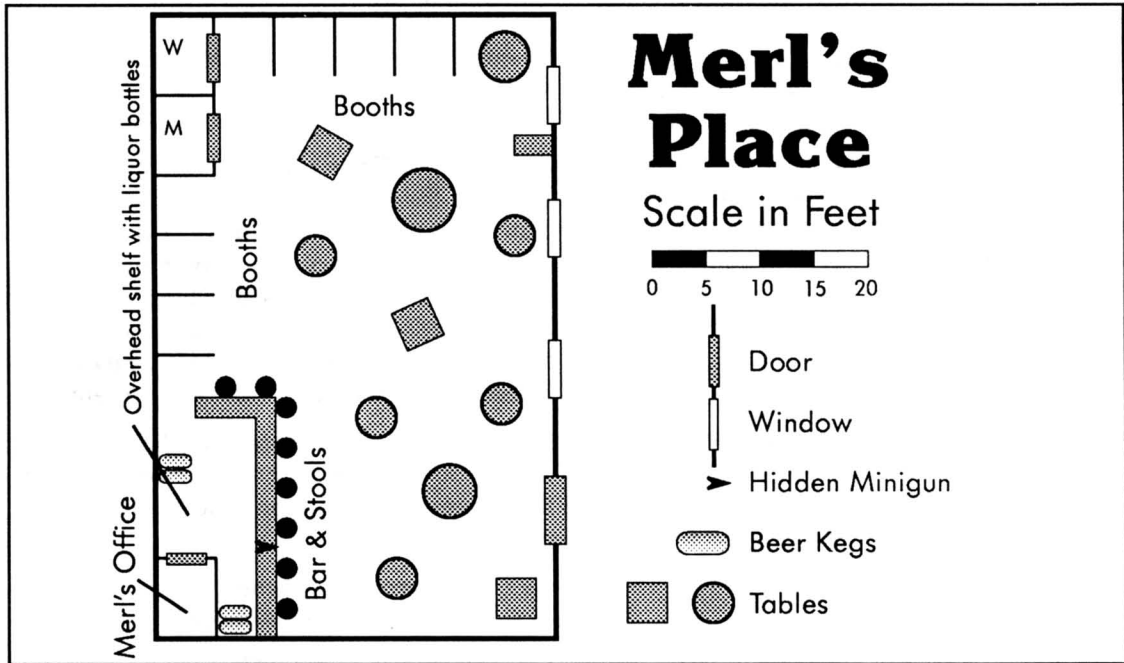 Merl's
Place
Scale in Feet
0 5 10 15 20
Door
Window
Hidden Minigun
Beer Kegs
Tables
W
M
Booths
Booths
Overhead shelf with liquor bottles
Merl's Office
Bar & Stools